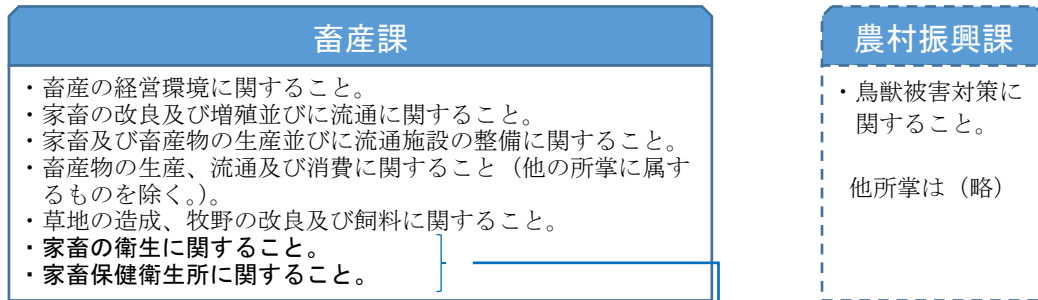 畜産課
・畜産の経営環境に関すること。
・家畜の改良及び増殖並びに流通に関すること。
・家畜及び畜産物の生産並びに流通施設の整備に関すること。
・畜産物の生産、流通及び消費に関すること（他の所掌に属す
るものを除く。）。
・草地の造成、牧野の改良及び飼料に関すること。
・家畜の衛生に関すること。
・家畜保健衛生所に関すること。
農村振興課
・鳥獣被害対策に
関すること。
他所掌は（略）